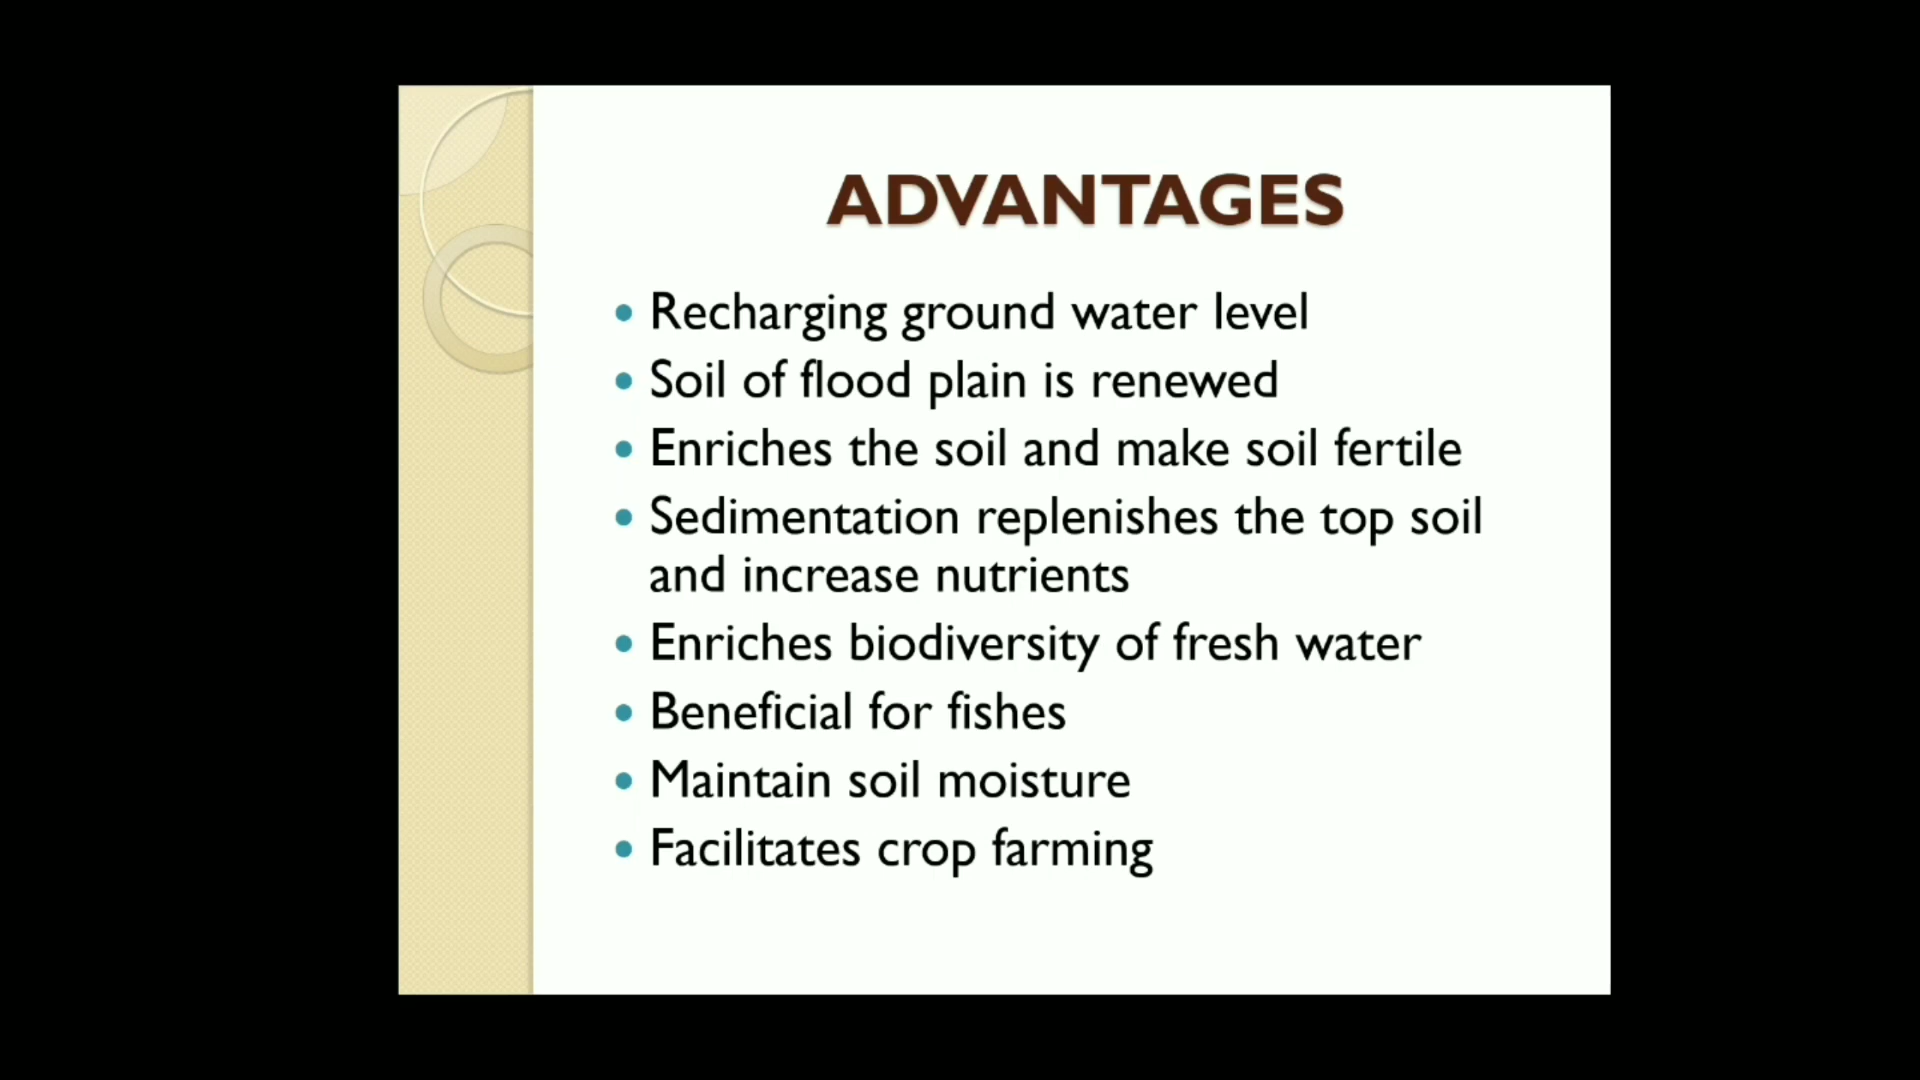 ADVANTAGES
• Recharging ground water level
• Soil of flood plain is renewed
• Enriches the soil and make soil fertile
• Sedimentation replenishes the top soil
and increase nutrients
• Enriches biodiversity of fresh water
• Beneficial for fishes
• Maintain soil moisture
• Facilitates crop farming